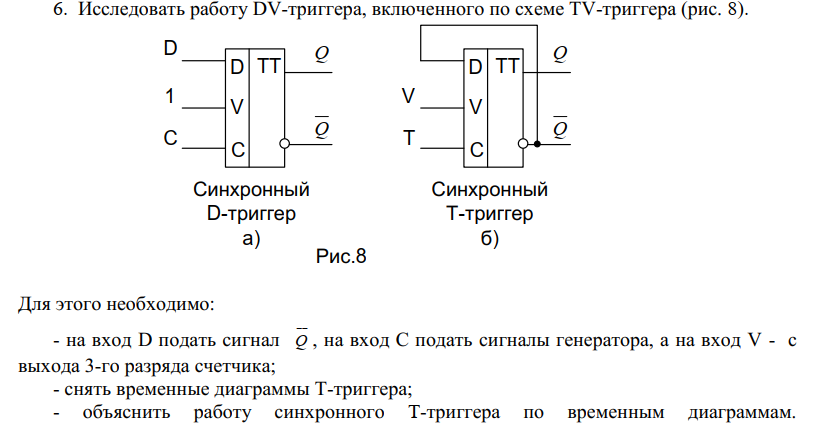 6. Исследовать работу DV-триггера, включенного по схеме TV-триггера (рис. 8).
D D TT Q
1 V
C C Q̅
D TT Q
V V
T C Q̅
Синхронный Синхронный
D-триггер Т-триггер
а) б)
Рис.8
Для этого необходимо:
- на вход D подать сигнал Q̅ , на вход С подать сигналы генератора, а на вход V - с
выхода 3-го разряда счетчика;
- снять временные диаграммы Т-триггера;
- объяснить работу синхронного Т-триггера по временным диаграммам.